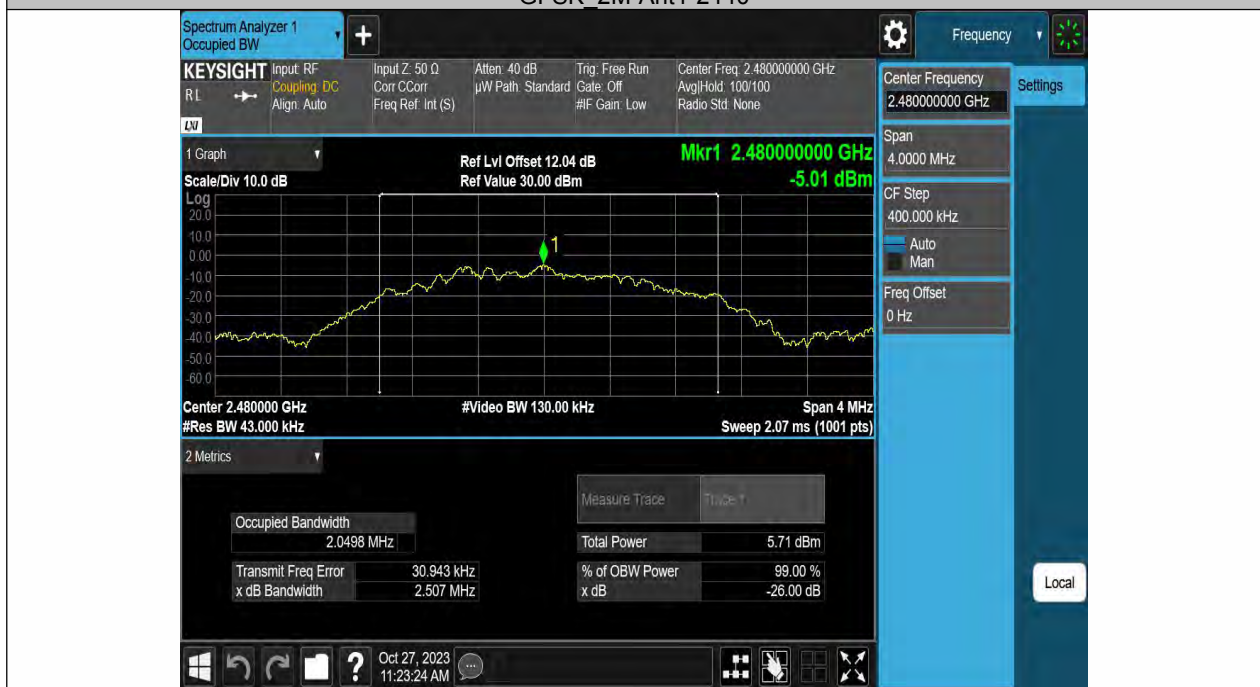 Spectrum Analyzer 1
Occupied BW
Frequency
KEYSIGHT
RL
LXI
Input: RF
Coupling: DC
Align: Auto
Input Z: 50 Ω
Corr CCorr
Freq Ref: Int (S)
Atten: 40 dB
µW Path: Standard
Trig: Free Run
Gate: Off
#IF Gain: Low
Center Freq: 2.480000000 GHz
Avg|Hold: 100/100
Radio Std: None
Center Frequency
2.480000000 GHz
Settings
Span
4.0000 MHz
CF Step
400.000 kHz
Auto
Man
Freq Offset
0 Hz
1 Graph
Scale/Div 10.0 dB
Ref Lvl Offset 12.04 dB
Ref Value 30.00 dBm
Mkr1 2.480000000 GHz
-5.01 dBm
Log
20.0
10.0
0.00
-10.0
-20.0
-30.0
-40.0
-50.0
-60.0
1
Center 2.480000 GHz
#Video BW 130.00 kHz
Span 4 MHz
#Res BW 43.000 kHz
Sweep 2.07 ms (1001 pts)
2 Metrics
Measure Trace
Trace 1
Occupied Bandwidth
2.0498 MHz
Total Power
5.71 dBm
Transmit Freq Error
30.943 kHz
% of OBW Power
99.00 %
x dB Bandwidth
2.507 MHz
x dB
-26.00 dB
Local
Oct 27, 2023
11:23:24 AM